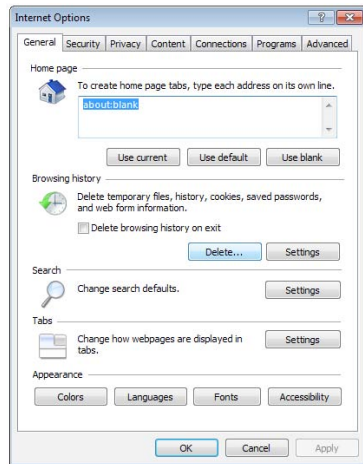 Internet Options
General Security Privacy Content Connections Programs Advanced
Home page
To create home page tabs, type each address on its own line.
about:blank
Use current Use default Use blank
Browsing history
Delete temporary files, history, cookies, saved passwords,
and web form information.
Delete browsing history on exit
Delete... Settings
Search
Change search defaults. Settings
Tabs
Change how webpages are displayed in
tabs.
Settings
Appearance
Colors Languages Fonts Accessibility
OK Cancel Apply